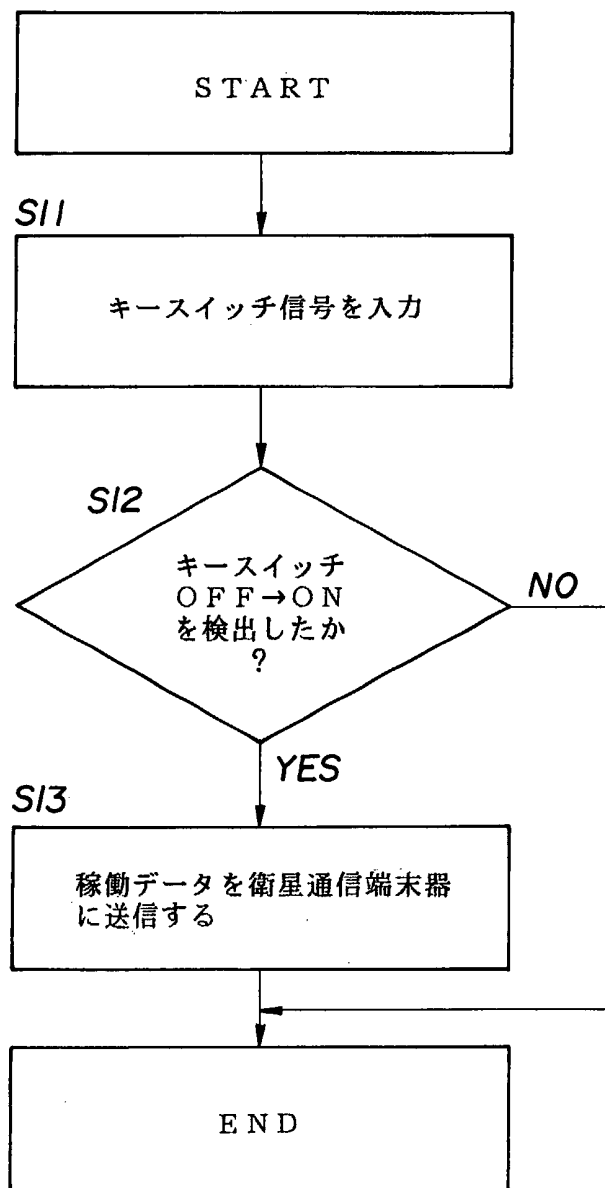 START
S11
キースイッチ信号を入力
S12
キースイッチ
OFF→ON
を検出したか
?
NO
YES
S13
稼働データを衛星通信端末器
に送信する
END